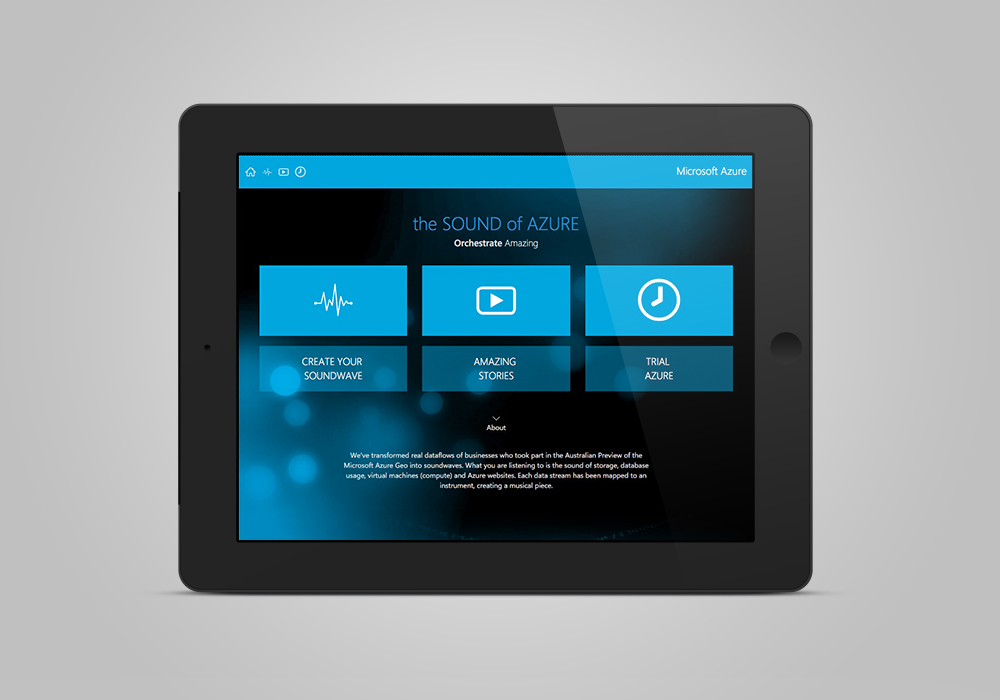 Microsoft Azure
the SOUND of AZURE
Orchestrate Amazing
CREATE YOUR
SOUNDWAVE
AMAZING
STORIES
TRIAL
AZURE
About
We've transformed real dataflows of businesses who took part in the Australian Preview of the
Microsoft Azure Geo into soundwaves. What you are listening to is the sound of storage, database
usage, virtual machines (compute) and Azure websites. Each data stream has been mapped to an
instrument, creating a musical piece.